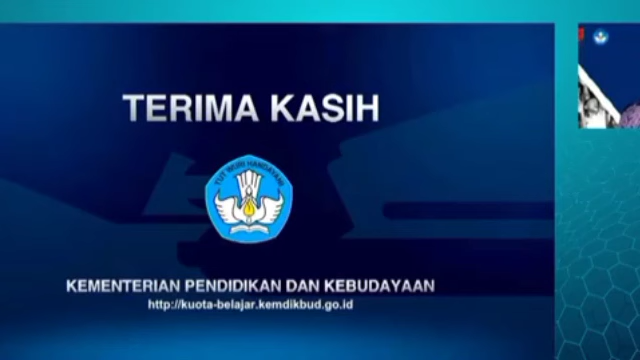 TERIMA KASIH
TUT WURI HANDAYANI
KEMENTERIAN PENDIDIKAN DAN KEBUDAYAAN
http://kuota-belajar.kemdikbud.go.id